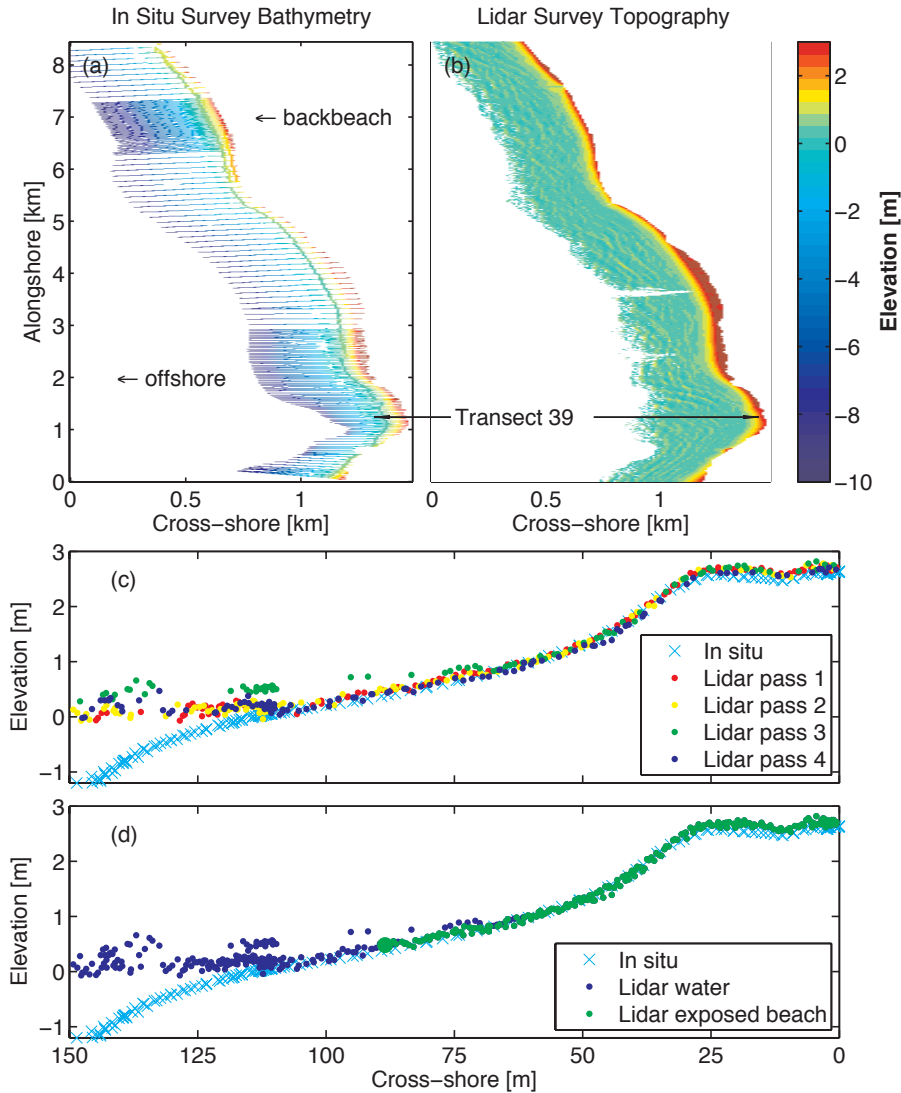 In Situ Survey Bathymetry
Lidar Survey Topography
(a)
(b)
← backbeach
← offshore
Transect 39
Alongshore [km]
8
7
6
5
4
3
2
1
0
0
0.5
1
Cross−shore [km]
0
0.5
1
Cross−shore [km]
2
0
−2
−4
−6
−8
−10
Elevation [m]
(c)
Elevation [m]
3
2
1
0
−1
In situ
Lidar pass 1
Lidar pass 2
Lidar pass 3
Lidar pass 4
(d)
Elevation [m]
3
2
1
0
−1
In situ
Lidar water
Lidar exposed beach
150
125
100
75
50
25
0
Cross−shore [m]